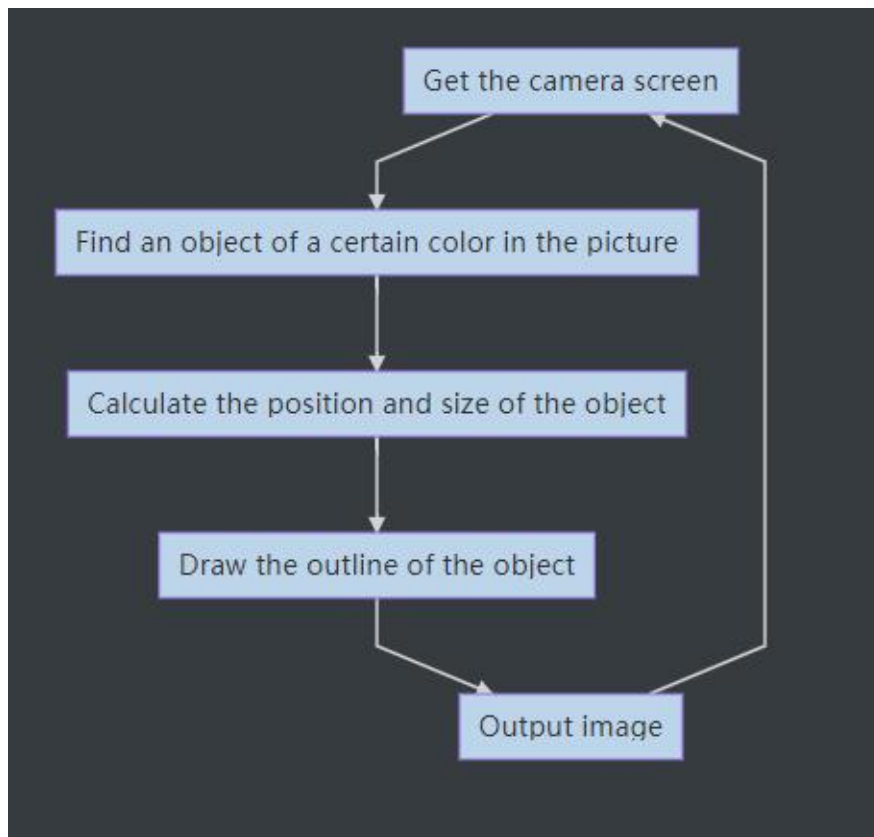 Get the camera screen
Find an object of a certain color in the picture
Calculate the position and size of the object
Draw the outline of the object
Output image